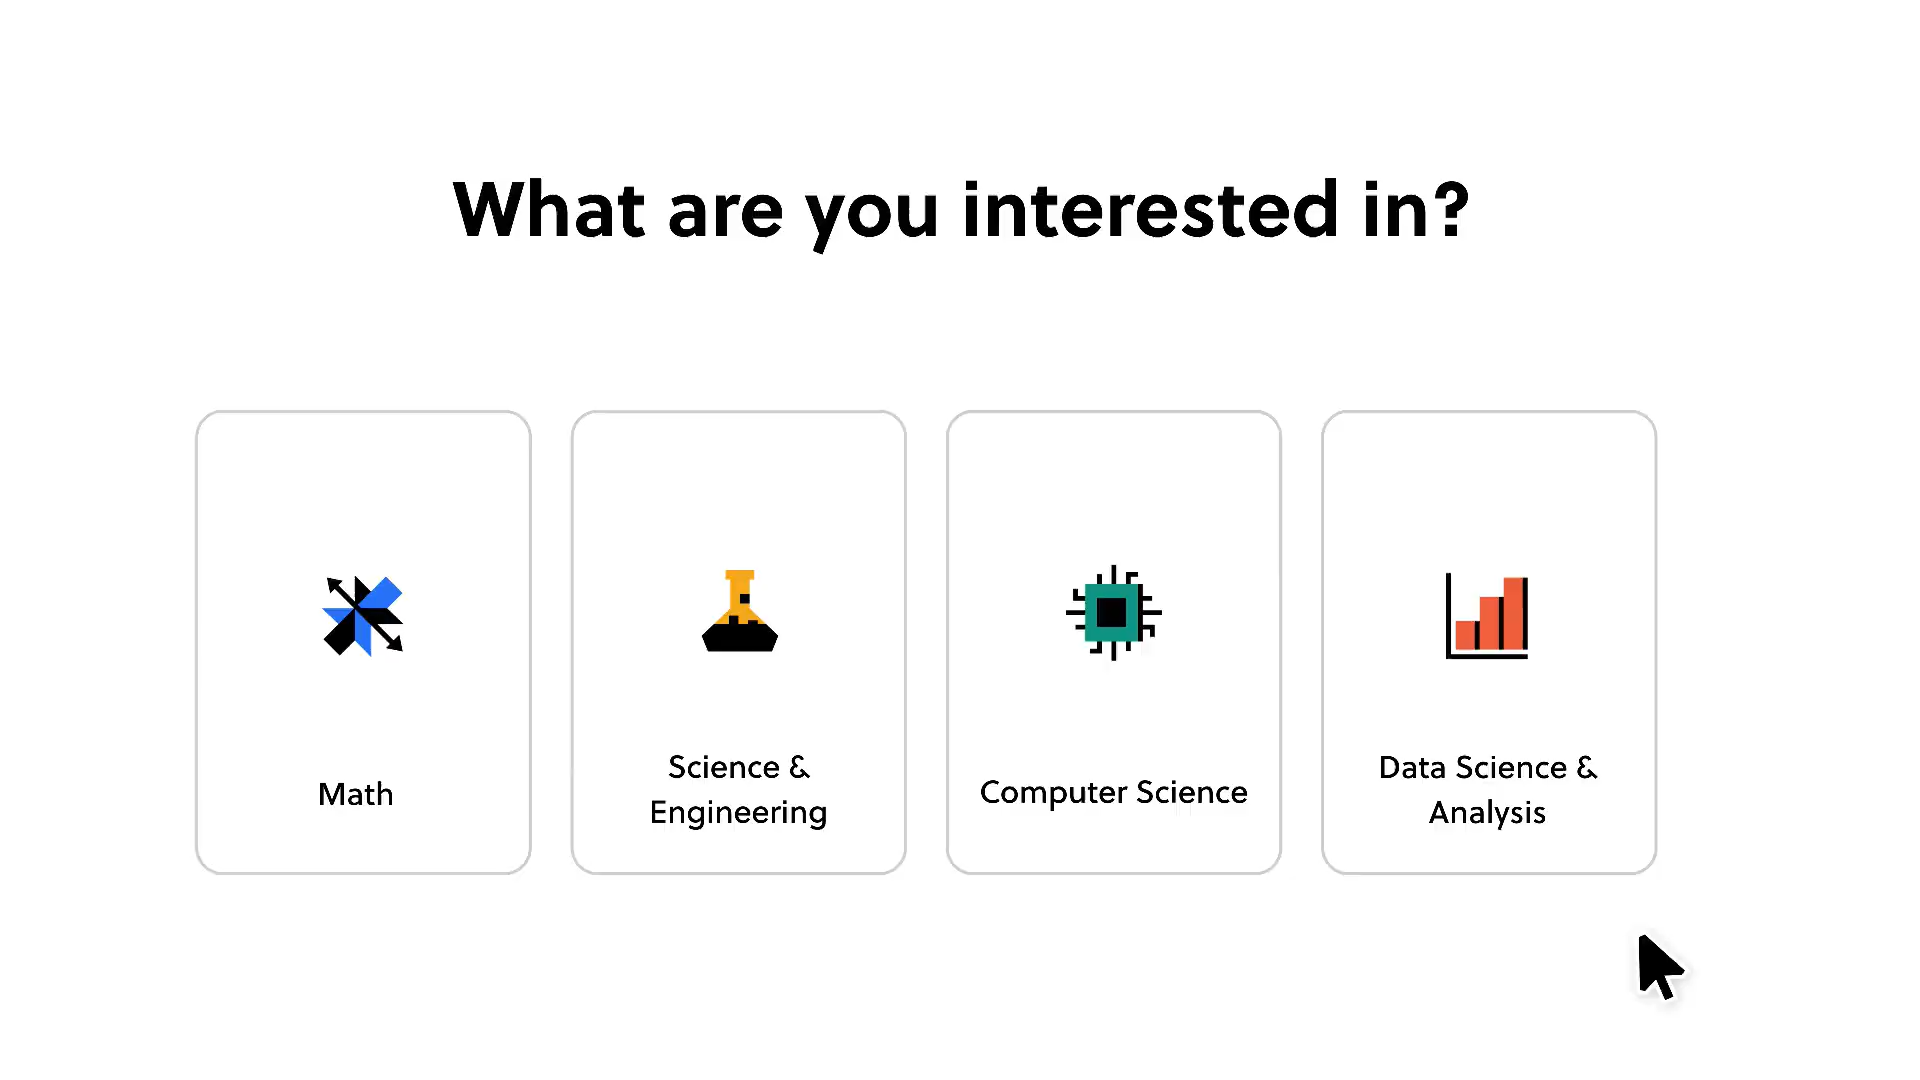 What are you interested in?
Math
Science &
Engineering
Computer Science
Data Science &
Analysis